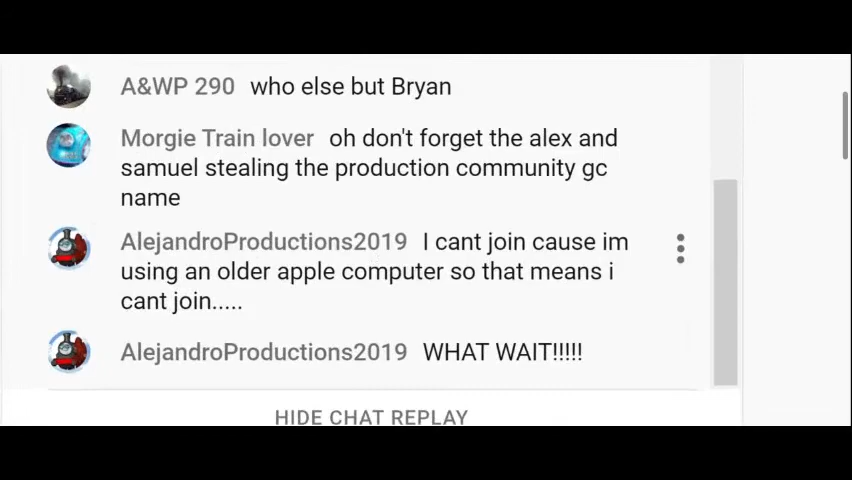 A&WP 290 who else but Bryan
Morgie Train lover oh don't forget the alex and
samuel stealing the production community gc
name
AlejandroProductions2019 I cant join cause im
using an older apple computer so that means i
cant join.....
AlejandroProductions2019 WHAT WAIT!!!!!
HIDE CHAT REPLAY